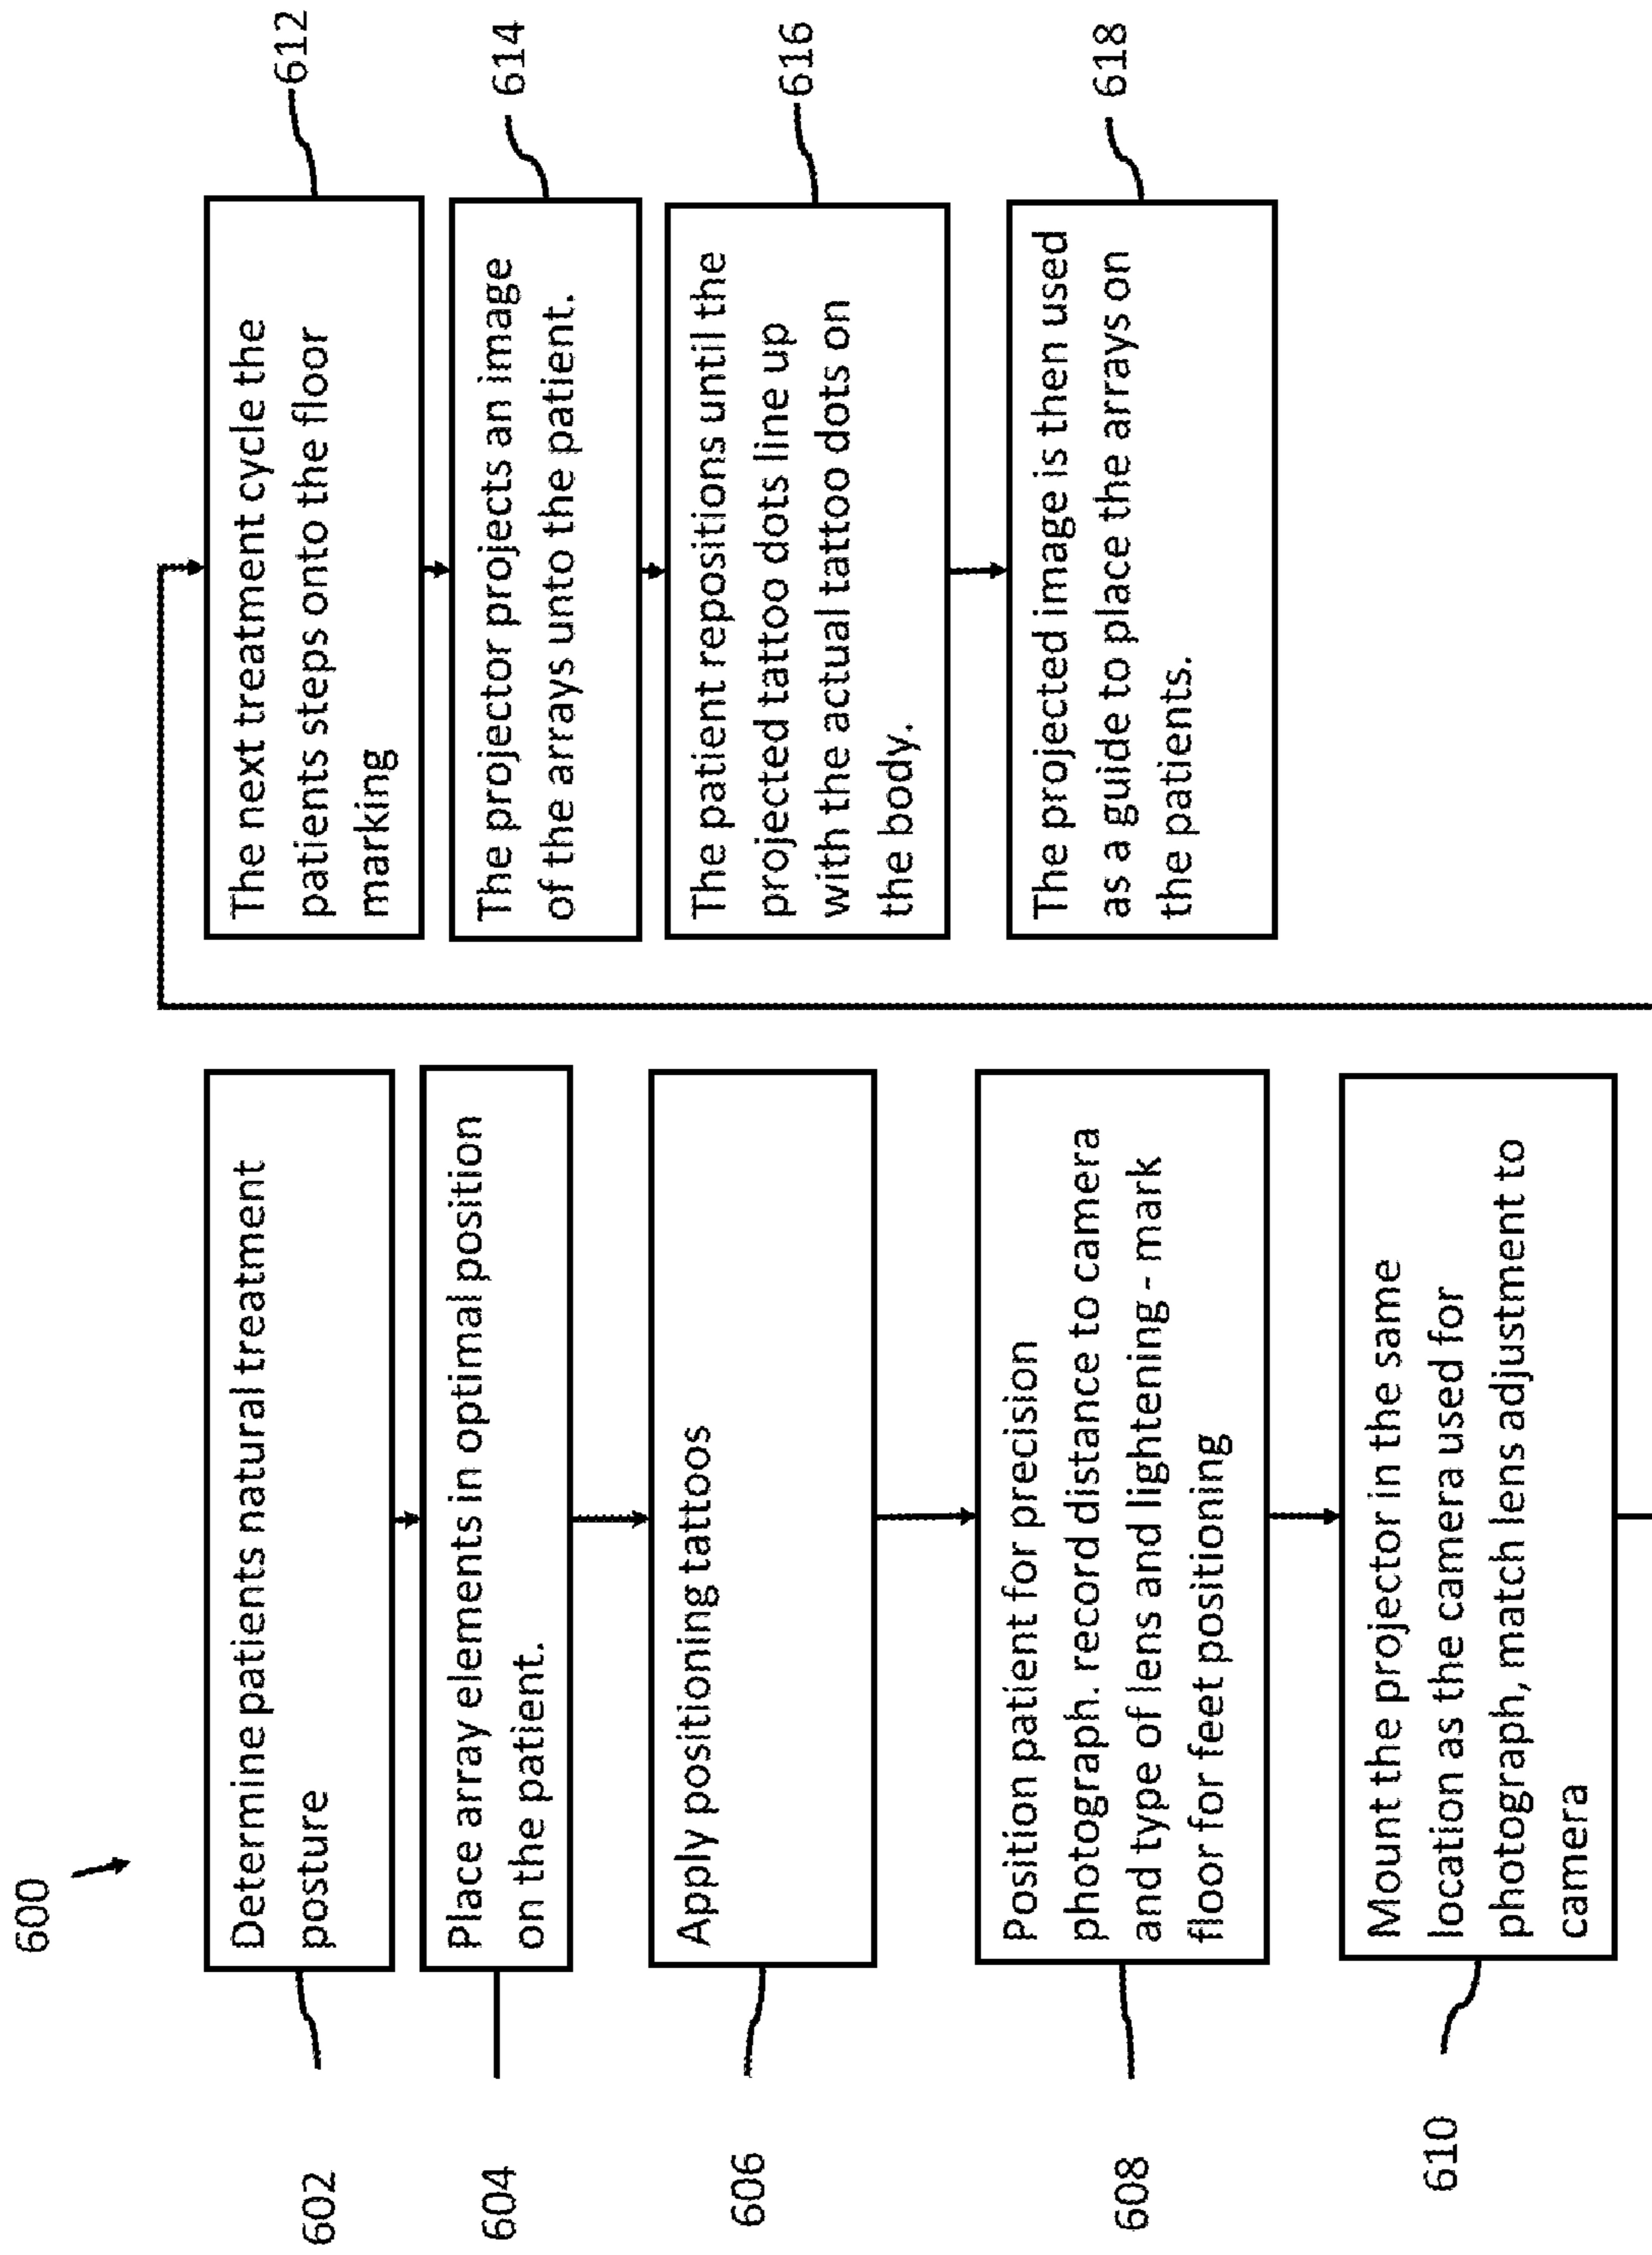 600
602
Determine patients natural treatment
posture
604
Place array elements in optimal position
on the patient.
606
Apply positioning tattoos
608
Position patient for precision
photograph. record distance to camera
and type of lens and lightening - mark
floor for feet positioning
610
Mount the projector in the same
location as the camera used for
photograph, match lens adjustment to
camera
The next treatment cycle the
patients steps onto the floor
marking
612
The projector projects an image
of the arrays unto the patient.
614
The patient repositions until the
projected tattoo dots line up
with the actual tattoo dots on
the body.
616
The projected image is then used
as a guide to place the arrays on
the patients.
618